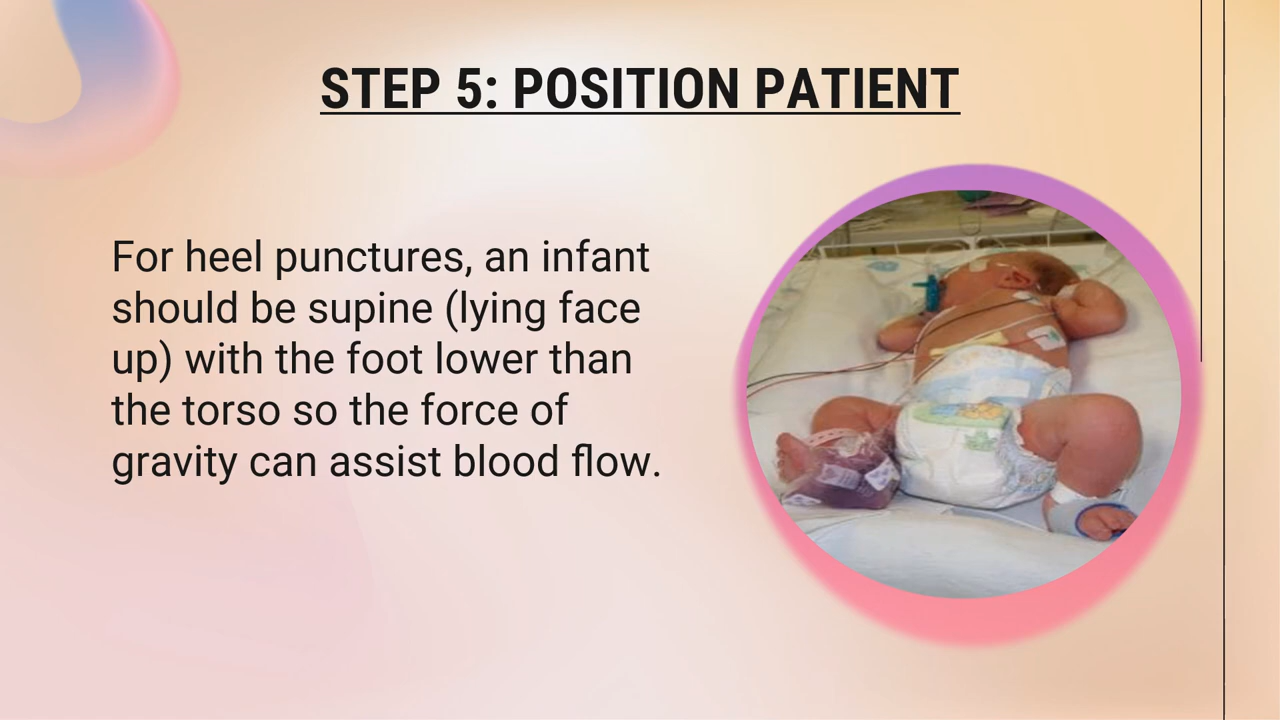 STEP 5: POSITION PATIENT
For heel punctures, an infant
should be supine (lying face
up) with the foot lower than
the torso so the force of
gravity can assist blood flow.